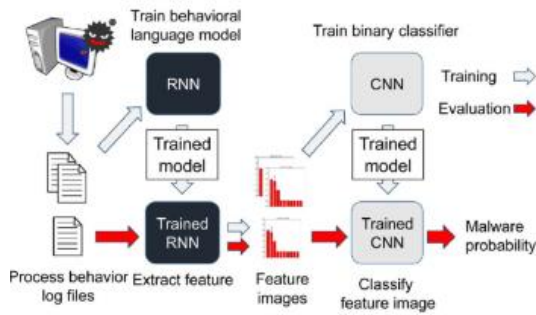 Train behavioral
language model
Train binary classifier
RNN
CNN
Training
Evaluation
Trained
model
Trained
model
Trained
RNN
Trained
CNN
Malware
probability
Process behavior
log files
Extract feature
Feature
images
Classify
feature image